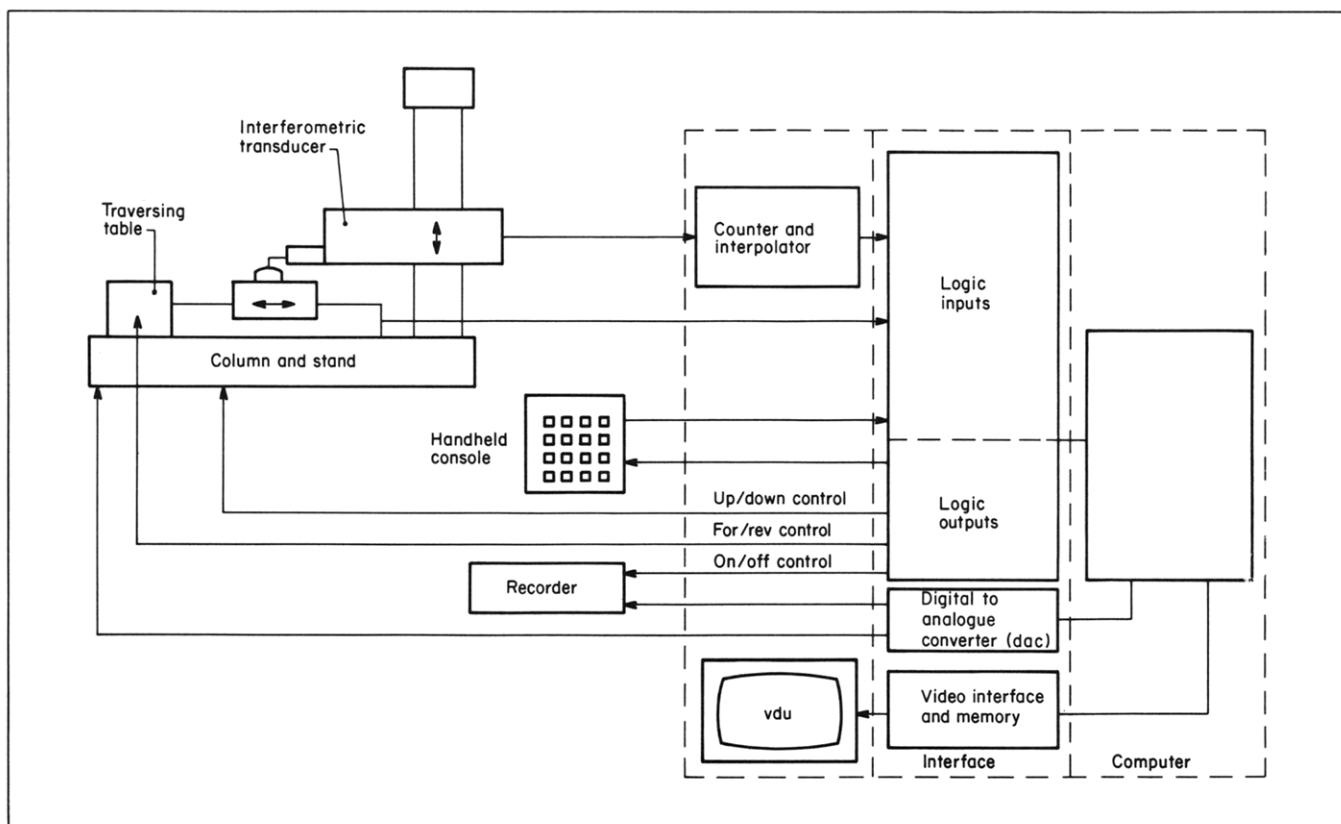 Interferometric
transducer
Traversing
table
Column and stand
Counter and
interpolator
Logic
inputs
Handheld
console
Up/down control
For/rev control
On/off control
Logic
outputs
Recorder
Digital to
analogue
converter (dac)
vdu
Video interface
and memory
Interface
Computer